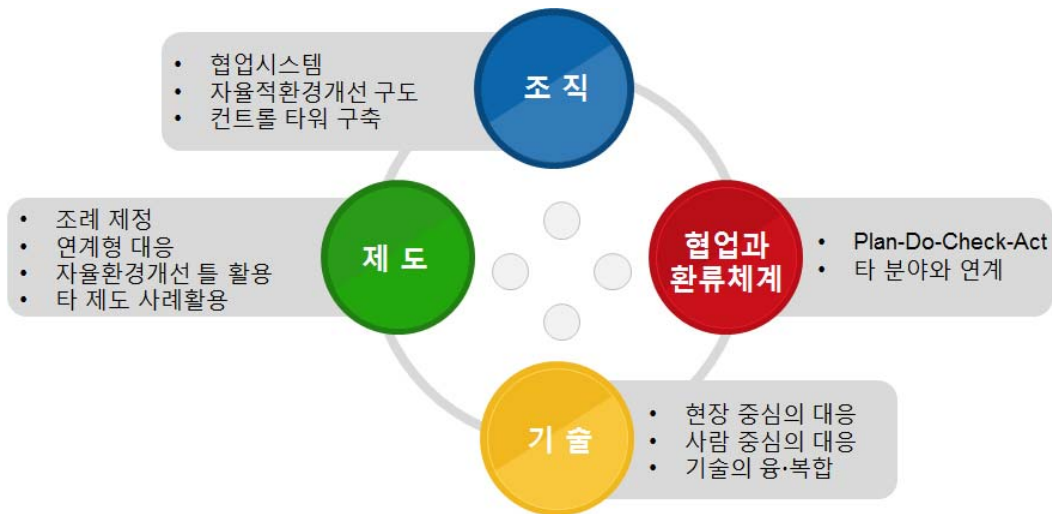 조 직
• 협업시스템
• 자율적환경개선 구도
• 컨트롤 타워 구축
제 도
• 조례 제정
• 연계형 대응
• 자율환경개선 틀 활용
• 타 제도 사례활용
협업과
환류체계
• Plan-Do-Check-Act
• 타 분야와 연계
기 술
• 현장 중심의 대응
• 사람 중심의 대응
• 기술의 융·복합